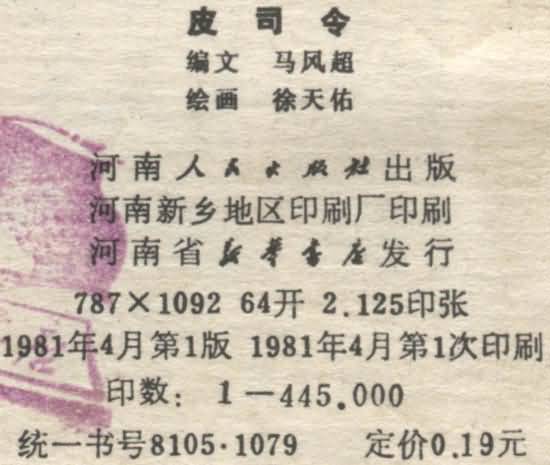 皮司令
编文 马风超
绘画 徐天佑
河南人民出版社出版
河南新乡地区印刷厂印刷
河南省新华书店发行
787×1092 64开 2.125印张
1981年4月第1版 1981年4月第1次印刷
印数：1—445.000
统一书号8105·1079 定价0.19元